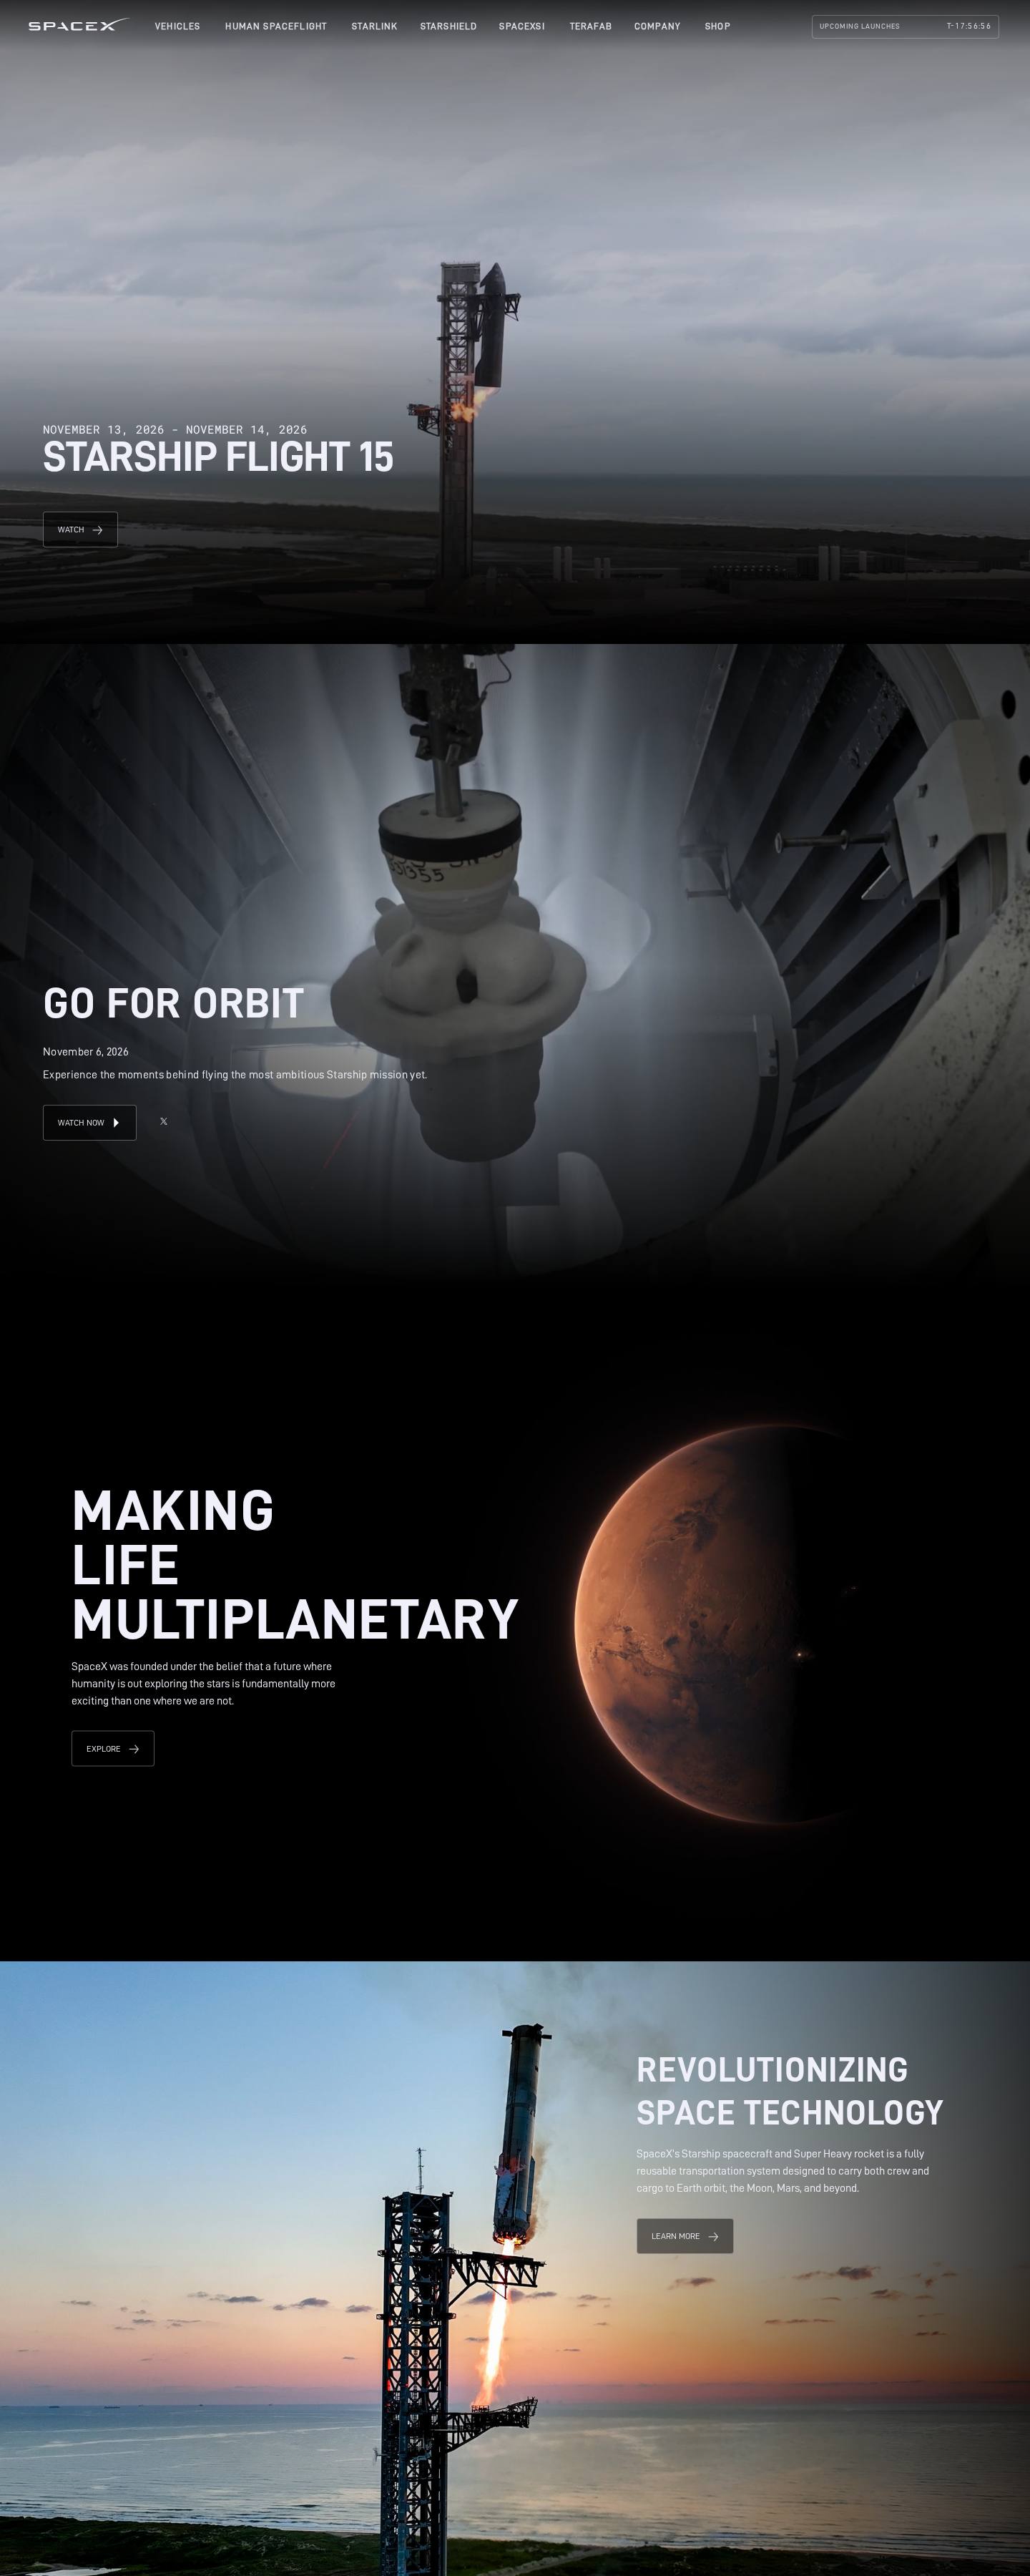 SPACEX
VEHICLES HUMAN SPACEFLIGHT STARLINK STARSHIELD SPACEXSI TERAFAB COMPANY SHOP
UPCOMING LAUNCHES T-17:56:56
NOVEMBER 13, 2026 - NOVEMBER 14, 2026
STARSHIP FLIGHT 15
WATCH →
GO FOR ORBIT
November 6, 2026
Experience the moments behind flying the most ambitious Starship mission yet.
WATCH NOW
𝕏
MAKING
LIFE
MULTIPLANETARY
SpaceX was founded under the belief that a future where
humanity is out exploring the stars is fundamentally more
exciting than one where we are not.
EXPLORE →
REVOLUTIONIZING
SPACE TECHNOLOGY
SpaceX's Starship spacecraft and Super Heavy rocket is a fully
reusable transportation system designed to carry both crew and
cargo to Earth orbit, the Moon, Mars, and beyond.
LEARN MORE →